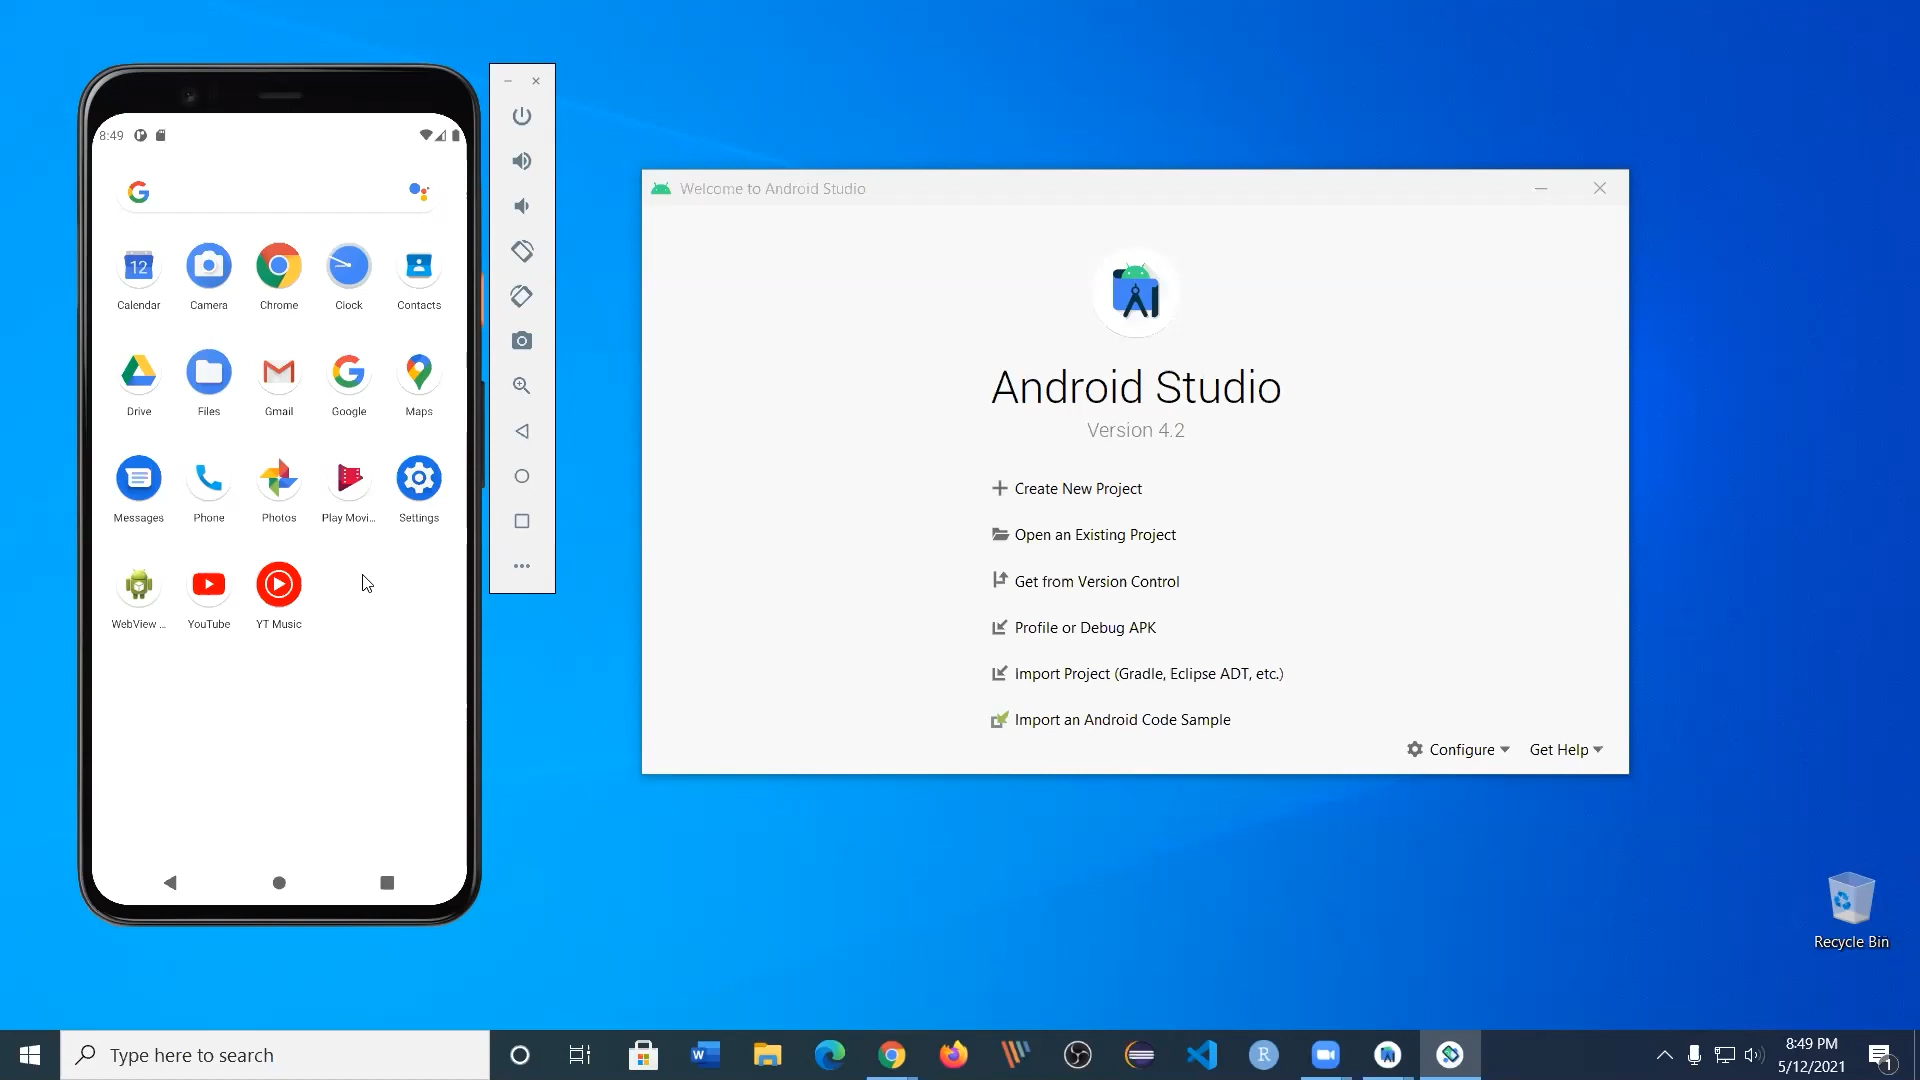 8:49
12
Calendar
Camera
Chrome
Clock
Contacts
Drive
Files
Gmail
Google
Maps
Messages
Phone
Photos
Play Movi...
Settings
WebView ...
YouTube
YT Music
Welcome to Android Studio
Android Studio
Version 4.2
Create New Project
Open an Existing Project
Get from Version Control
Profile or Debug APK
Import Project (Gradle, Eclipse ADT, etc.)
Import an Android Code Sample
Configure
Get Help
Recycle Bin
Type here to search
8:49 PM
5/12/2021
1